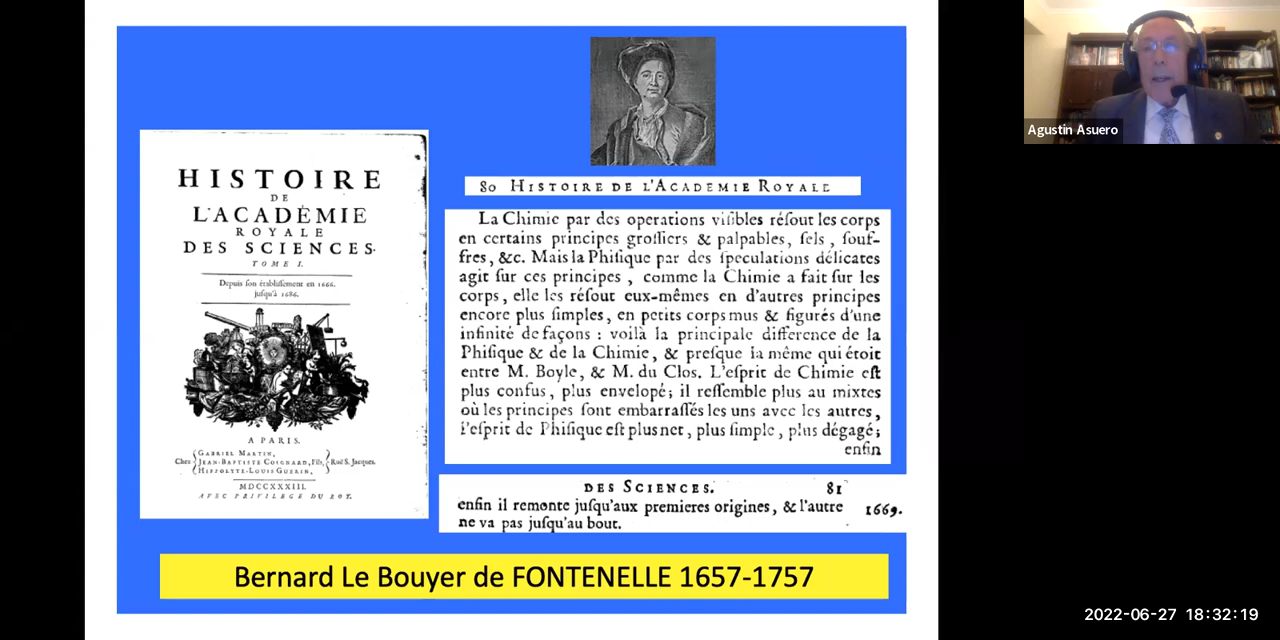 HISTOIRE
DE
L'ACADÉMIE
ROYALE
DES SCIENCES.
TOME I.
Depuis son établissement en 1666.
jusqu'à 1686.
A PARIS.
Chés
GABRIEL MARTIN,
JEAN-BAPTISTE COIGNARD, Fils,
HIPPOLYTE-LOUIS GUERIN,
Ruë S. Jacques.
MDCCXXXIII.
AVEC PRIVILEGE DU ROY.
80 HISTOIRE DE L'ACADEMIE ROYALE
La Chimie par des operations visibles résout les corps
en certains principes grossiers & palpables, sels, souf-
fres, &c. Mais la Phisique par des speculations délicates
agit sur ces principes, comme la Chimie a fait sur les
corps, elle les résout eux-mêmes en d'autres principes
encore plus simples, en petits corps mus & figurés d'une
infinité de façons : voilà la principale difference de la
Phisique & de la Chimie, & presque la même qui étoit
entre M. Boyle, & M. du Clos. L'esprit de Chimie est
plus confus, plus envelopé; il ressemble plus au mixtes
où les principes sont embarrassés les uns avec les autres,
l'esprit de Phisique est plus net, plus simple, plus dégagé;
enfin
DES SCIENCES. 81
enfin il remonte jusqu'aux premieres origines, & l'autre
ne va pas jusqu'au bout.
1669.
Bernard Le Bouyer de FONTENELLE 1657-1757
Agustin Asuero
2022-06-27 18:32:19